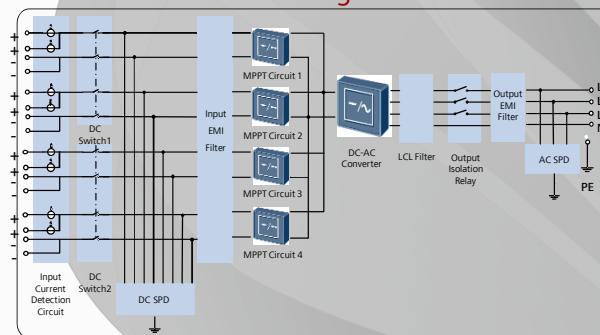 +
+
-
-
+
+
-
-
+
+
-
-
+
+
-
-
DC
Switch1
Input
EMI
Filter
MPPT Circuit 1
MPPT Circuit 2
MPPT Circuit 3
MPPT Circuit 4
DC-AC
Converter
LCL Filter
Output
Isolation
Relay
Output
EMI
Filter
L
L
L
AC SPD
PE
Input
Current
Detection
Circuit
DC
Switch2
DC SPD